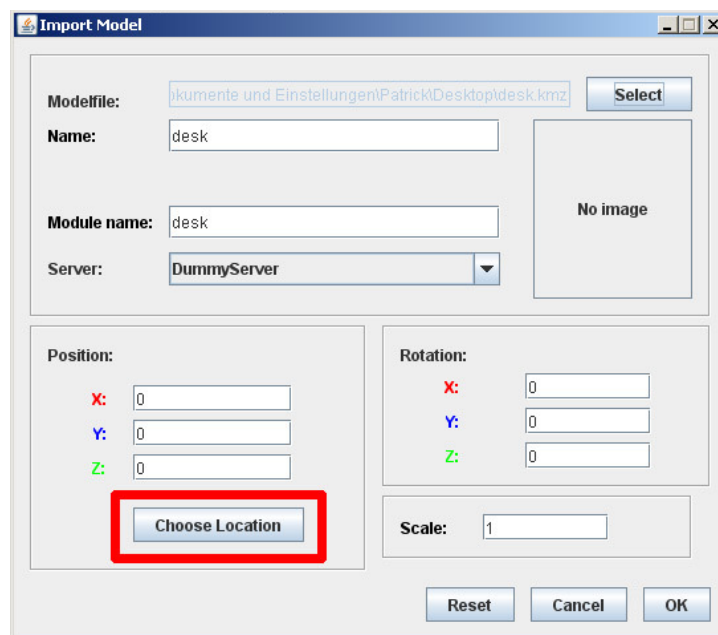 Import Model
Modelfile: okumente und Einstellungen\Patrick\Desktop\desk.kmz Select
Name: desk
No image
Module name: desk
Server: DummyServer
Position:
X: 0
Y: 0
Z: 0
Choose Location
Rotation:
X: 0
Y: 0
Z: 0
Scale: 1
Reset Cancel OK